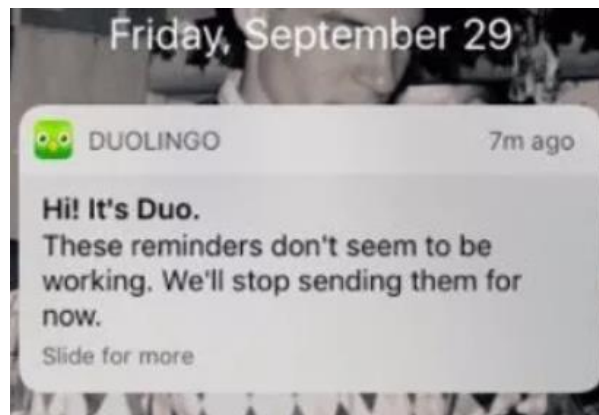 Friday, September 29
DUOLINGO 7m ago
Hi! It's Duo.
These reminders don't seem to be
working. We'll stop sending them for
now.
Slide for more